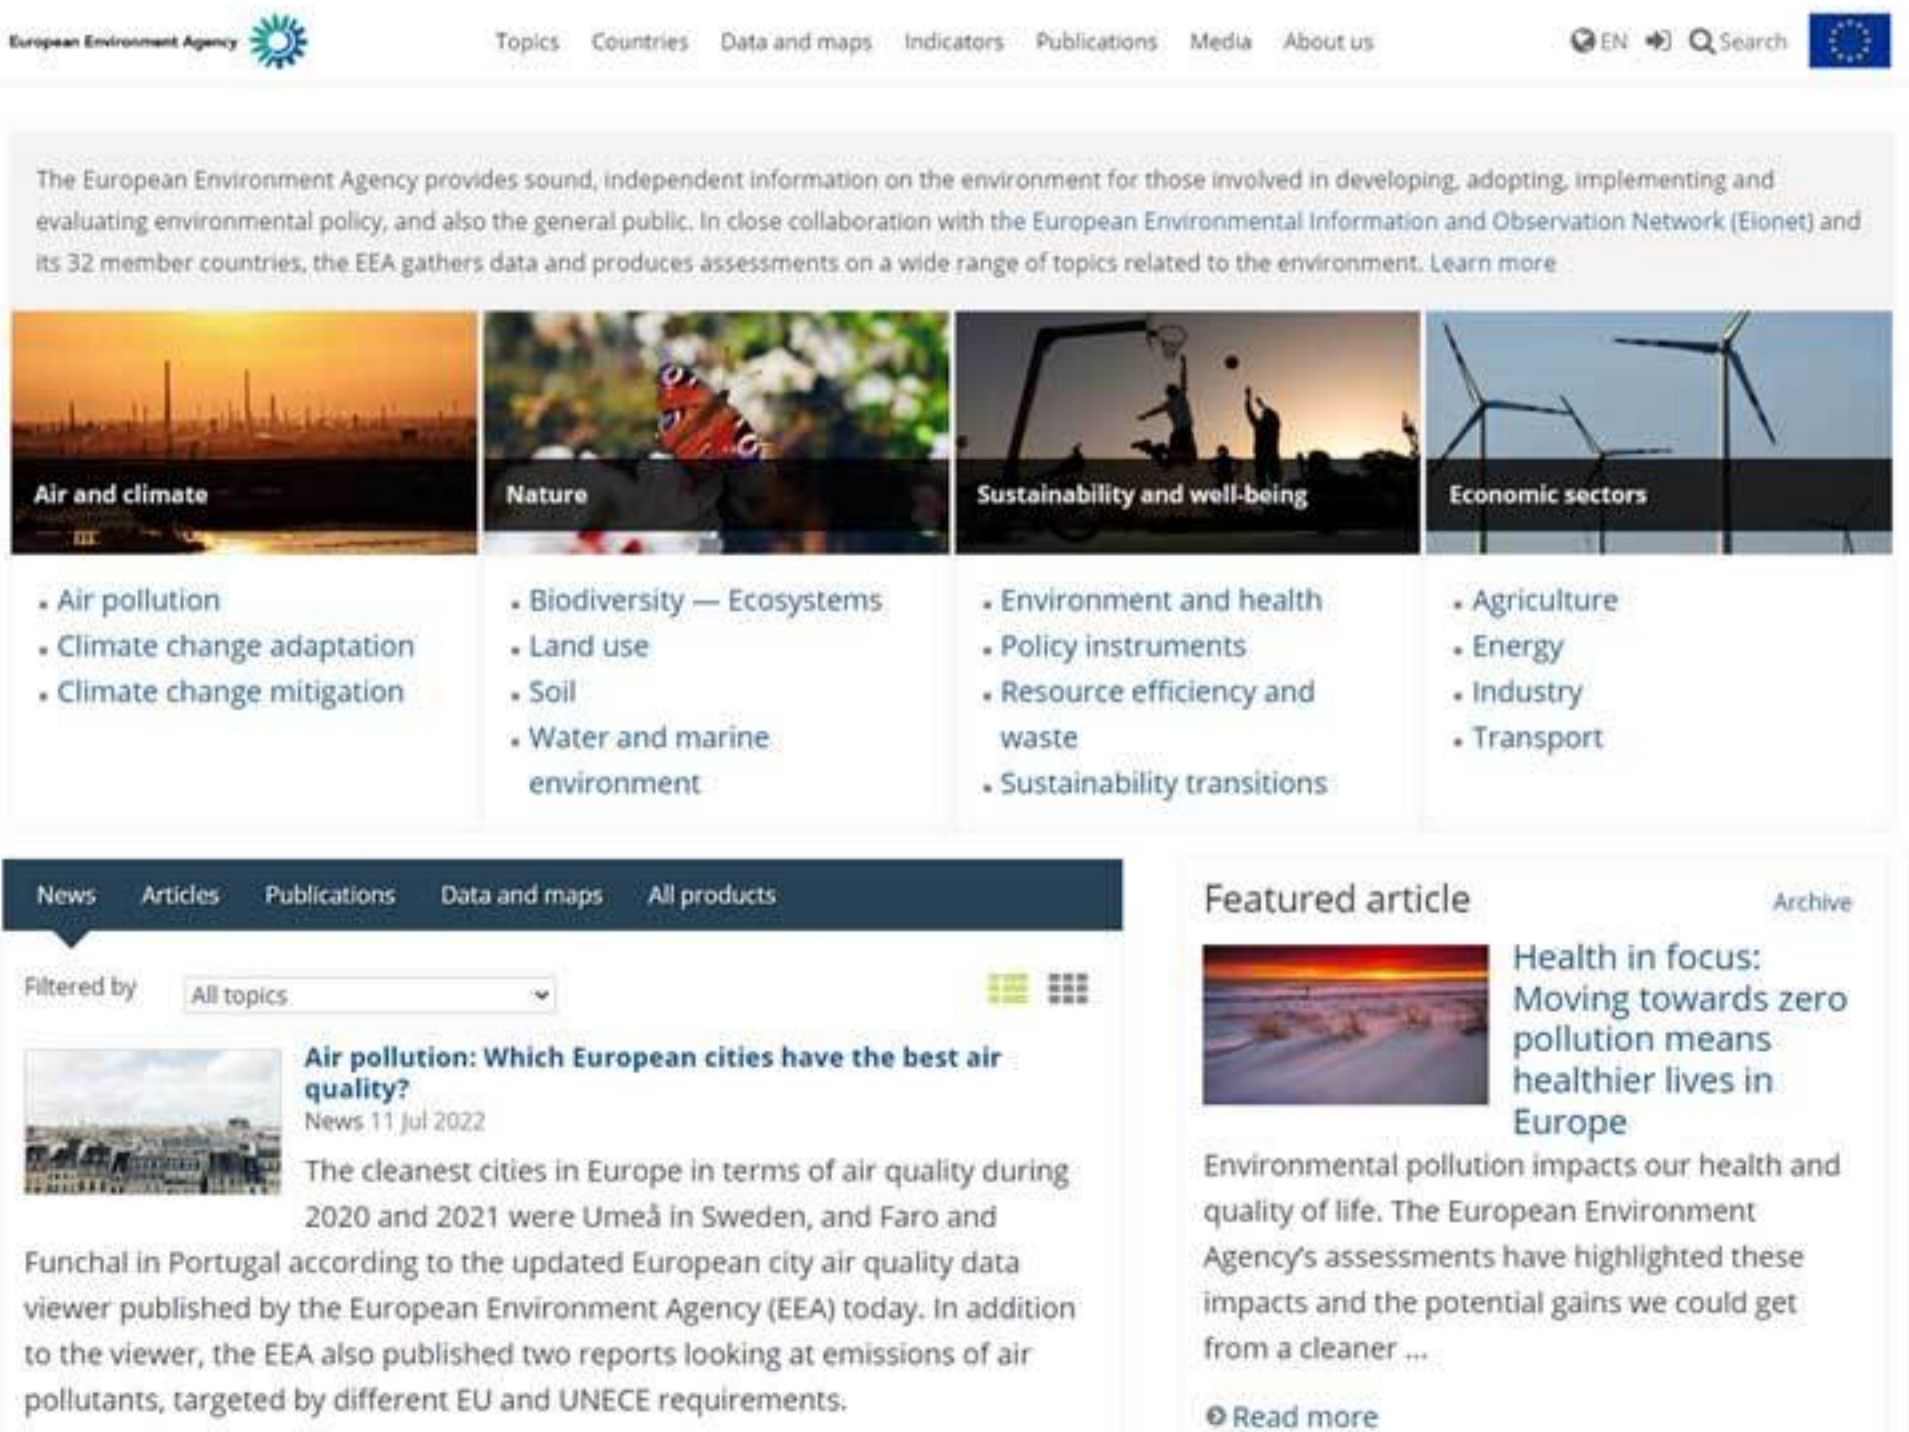 European Environment Agency
Topics Countries Data and maps Indicators Publications Media About us
EN Search
The European Environment Agency provides sound, independent information on the environment for those involved in developing, adopting, implementing and
evaluating environmental policy, and also the general public. In close collaboration with the European Environmental Information and Observation Network (Eionet) and
its 32 member countries, the EEA gathers data and produces assessments on a wide range of topics related to the environment. Learn more
Air and climate
Air pollution
Climate change adaptation
Climate change mitigation
Nature
Biodiversity — Ecosystems
Land use
Soil
Water and marine
environment
Sustainability and well-being
Environment and health
Policy instruments
Resource efficiency and
waste
Sustainability transitions
Economic sectors
Agriculture
Energy
Industry
Transport
News Articles Publications Data and maps All products
Filtered by All topics
Air pollution: Which European cities have the best air
quality?
News 11 Jul 2022
The cleanest cities in Europe in terms of air quality during
2020 and 2021 were Umeå in Sweden, and Faro and
Funchal in Portugal according to the updated European city air quality data
viewer published by the European Environment Agency (EEA) today. In addition
to the viewer, the EEA also published two reports looking at emissions of air
pollutants, targeted by different EU and UNECE requirements.
Featured article Archive
Health in focus:
Moving towards zero
pollution means
healthier lives in
Europe
Environmental pollution impacts our health and
quality of life. The European Environment
Agency's assessments have highlighted these
impacts and the potential gains we could get
from a cleaner ...
Read more